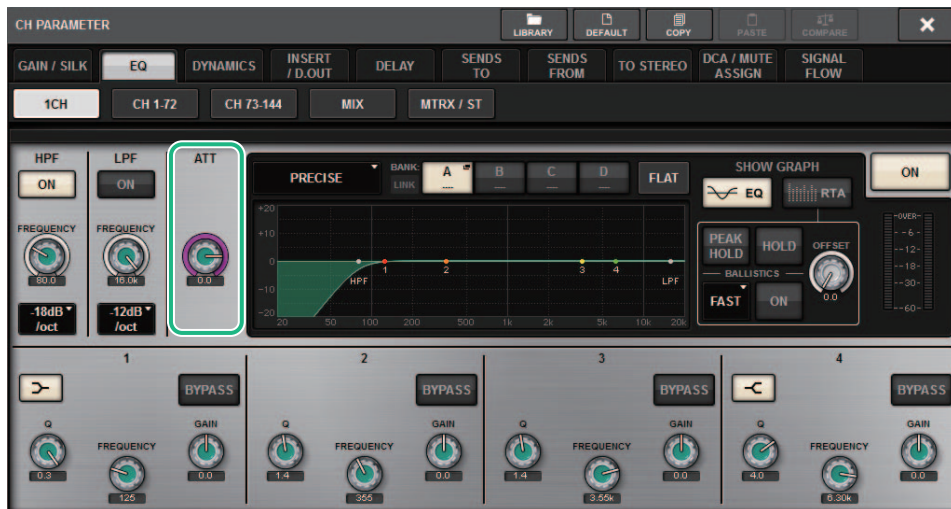 CH PARAMETER
LIBRARY DEFAULT COPY PASTE COMPARE
GAIN / SILK EQ DYNAMICS INSERT / D.OUT DELAY SENDS TO SENDS FROM TO STEREO DCA / MUTE ASSIGN SIGNAL FLOW
1CH CH 1-72 CH 73-144 MIX MTRX / ST
HPF LPF ATT
ON ON
FREQUENCY FREQUENCY
80.0 16.0k 0.0
-18dB /oct -12dB /oct
PRECISE BANK: LINK A B C D FLAT
+20
+10
0
-10
-20
HPF 1 2 3 4 LPF
20 50 100 200 500 1k 2k 5k 10k 20k
SHOW GRAPH
EQ RTA
PEAK HOLD HOLD OFFSET
BALLISTICS
FAST ON 0.0
ON
-OVER-
--6-
--12-
--18-
--30-
--60-
1 2 3 4
BYPASS BYPASS BYPASS BYPASS
Q FREQUENCY GAIN Q FREQUENCY GAIN Q FREQUENCY GAIN Q FREQUENCY GAIN
0.3 125 0.0 1.4 355 0.0 1.4 3.55k 0.0 4.0 6.30k 0.0